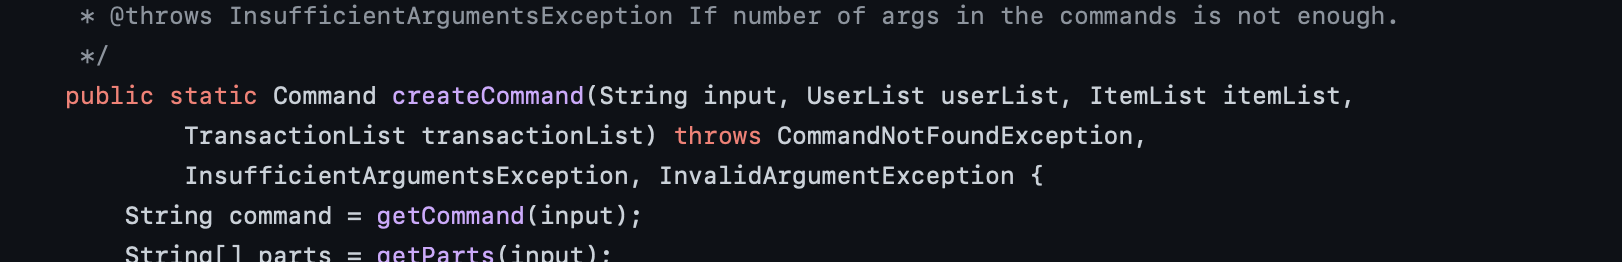 * @throws InsufficientArgumentsException If number of args in the commands is not enough.
*/
public static Command createCommand(String input, UserList userList, ItemList itemList,
TransactionList transactionList) throws CommandNotFoundException,
InsufficientArgumentsException, InvalidArgumentException {
String command = getCommand(input);
String[] parts = getParts(input);